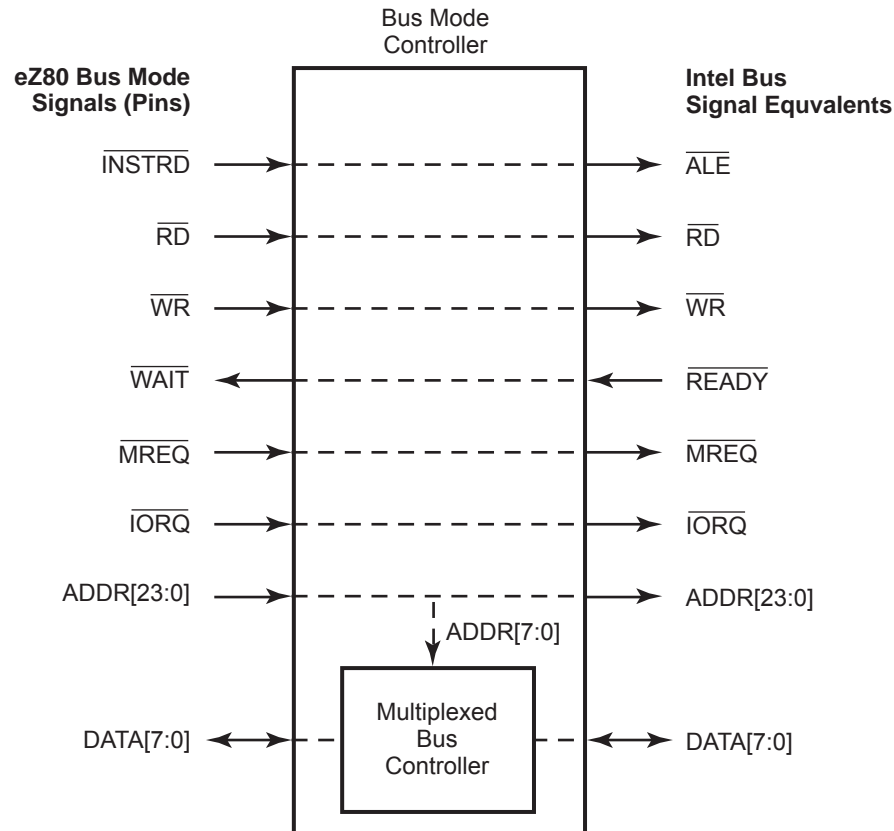 Bus Mode
Controller
eZ80 Bus Mode
Signals (Pins)
Intel Bus
Signal Equvalents
INSTRD
ALE
RD
RD
WR
WR
WAIT
READY
MREQ
MREQ
IORQ
IORQ
ADDR[23:0]
ADDR[23:0]
ADDR[7:0]
Multiplexed
Bus
Controller
DATA[7:0]
DATA[7:0]